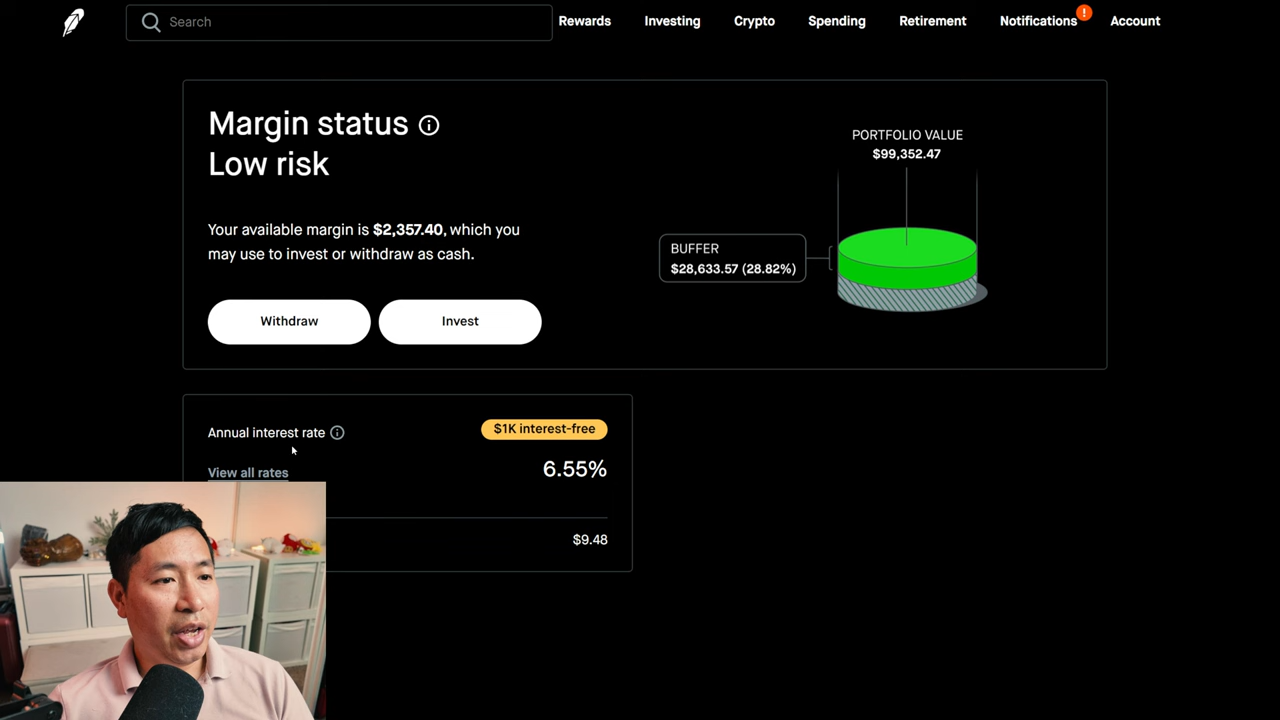 Search
Rewards
Investing
Crypto
Spending
Retirement
Notifications
!
Account
Margin status
Low risk
Your available margin is $2,357.40, which you
may use to invest or withdraw as cash.
Withdraw
Invest
PORTFOLIO VALUE
$99,352.47
BUFFER
$28,633.57 (28.82%)
Annual interest rate
$1K interest-free
View all rates
6.55%
$9.48